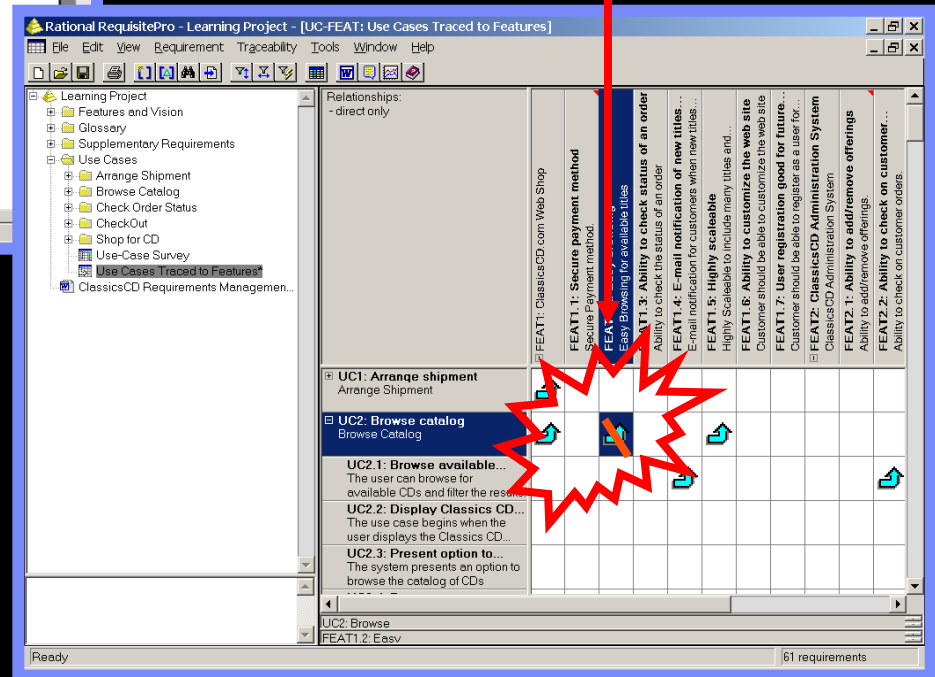 Rational RequisitePro - Learning Project - [UC-FEAT: Use Cases Traced to Features]
File Edit View Requirement Traceability Tools Window Help
Learning Project
Features and Vision
Glossary
Supplementary Requirements
Use Cases
Arrange Shipment
Browse Catalog
Check Order Status
CheckOut
Shop for CD
Use-Case Survey
Use Cases Traced to Features*
ClassicsCD Requirements Managemen...
Relationships:
- direct only
FEAT1: ClassicsCD.com Web Shop
FEAT1.1: Secure payment method
Secure Payment method.
Easy Browsing for available titles
FEAT1.3: Ability to check status of an order
Ability to check the status of an order
FEAT1.4: E-mail notification of new titles...
E-mail notification for customers when new titles...
FEAT1.5: Highly scaleable
Highly Scaleable to include many titles and...
FEAT1.6: Ability to customize the web site
Customer should be able to customize the web site
FEAT1.7: User registration good for future...
Customer should be able to register as a user for...
FEAT2: ClassicsCD Administration System
ClassicsCD Administration System
FEAT2.1: Ability to add/remove offerings
Ability to add/remove offerings.
FEAT2.2: Ability to check on customer...
Ability to check on customer orders.
UC1: Arrange shipment
Arrange Shipment
UC2: Browse catalog
Browse Catalog
UC2.1: Browse available...
The user can browse for
available CDs and filter the
UC2.2: Display Classics CD...
The use case begins when the
user displays the Classics CD...
UC2.3: Present option to...
The system presents an option to
browse the catalog of CDs
UC2: Browse
FEAT1.2: Easy
Ready
61 requirements